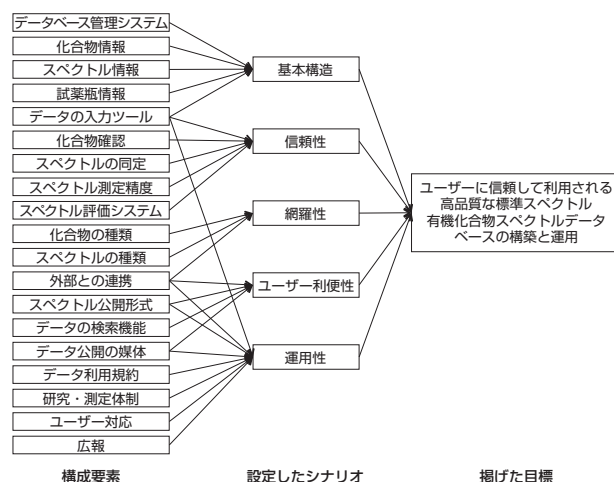 データベース管理システム
化合物情報
スペクトル情報
試薬瓶情報
データの入力ツール
化合物確認
スペクトルの同定
スペクトル測定精度
スペクトル評価システム
化合物の種類
スペクトルの種類
外部との連携
スペクトル公開形式
データの検索機能
データ公開の媒体
データ利用規約
研究・測定体制
ユーザー対応
広報
構成要素
基本構造
信頼性
網羅性
ユーザー利便性
運用性
設定したシナリオ
ユーザーに信頼して利用される
高品質な標準スペクトル
有機化合物スペクトルデータ
ベースの構築と運用
掲げた目標